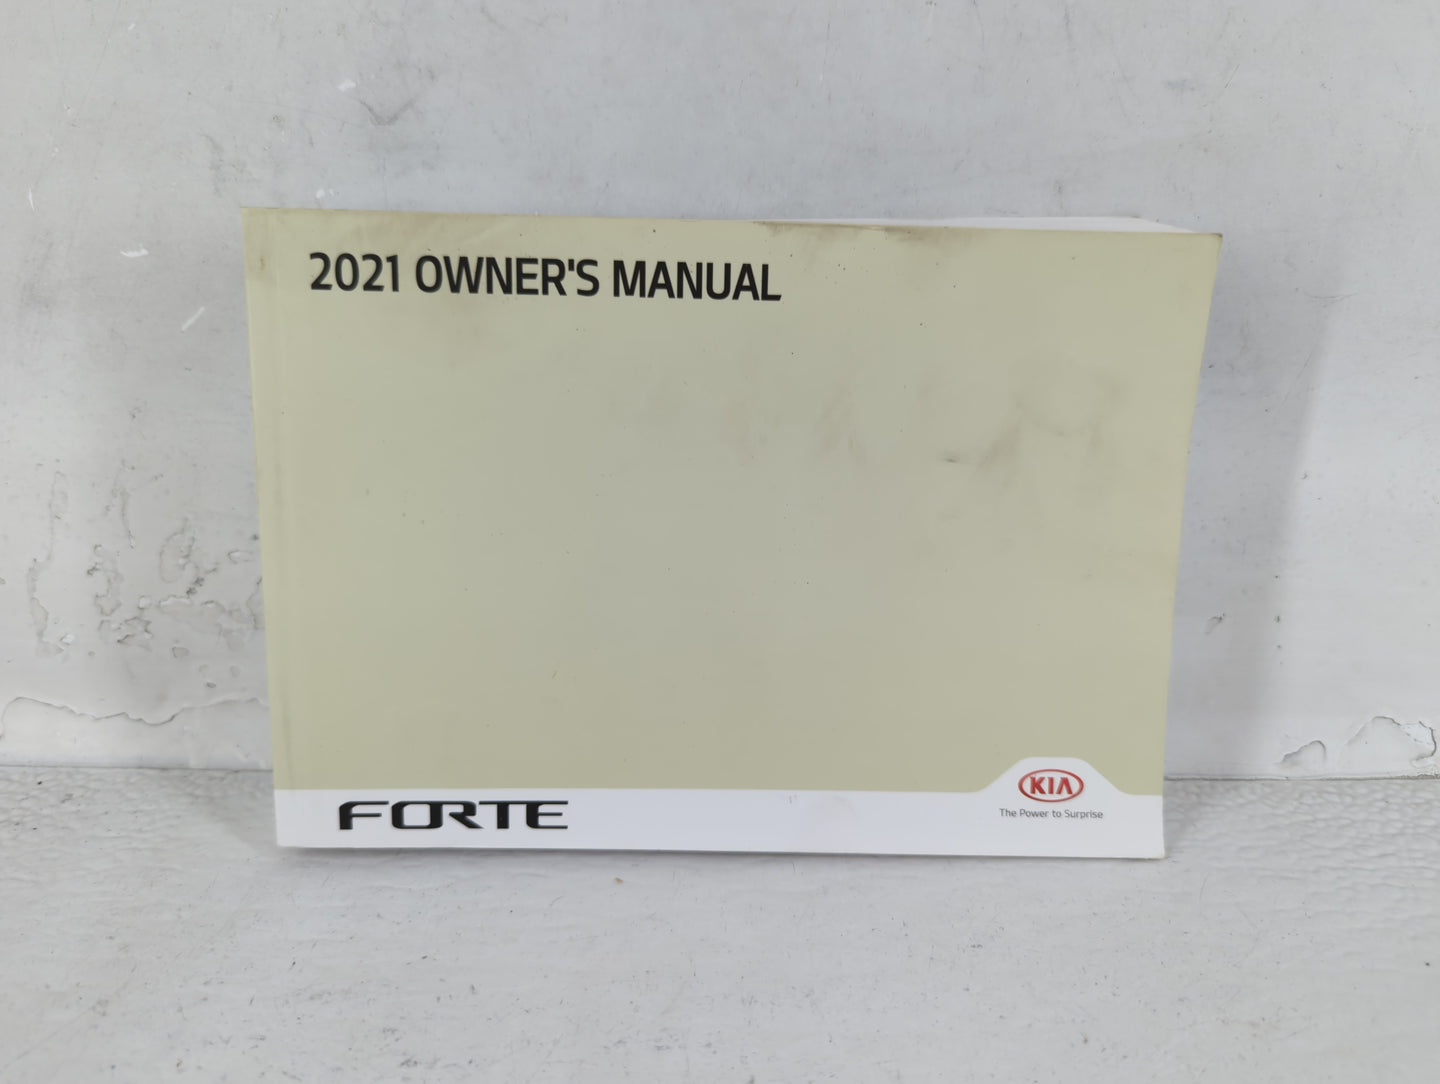 2021 OWNER'S MANUAL
FORTE
KIA
The Power to Surprise